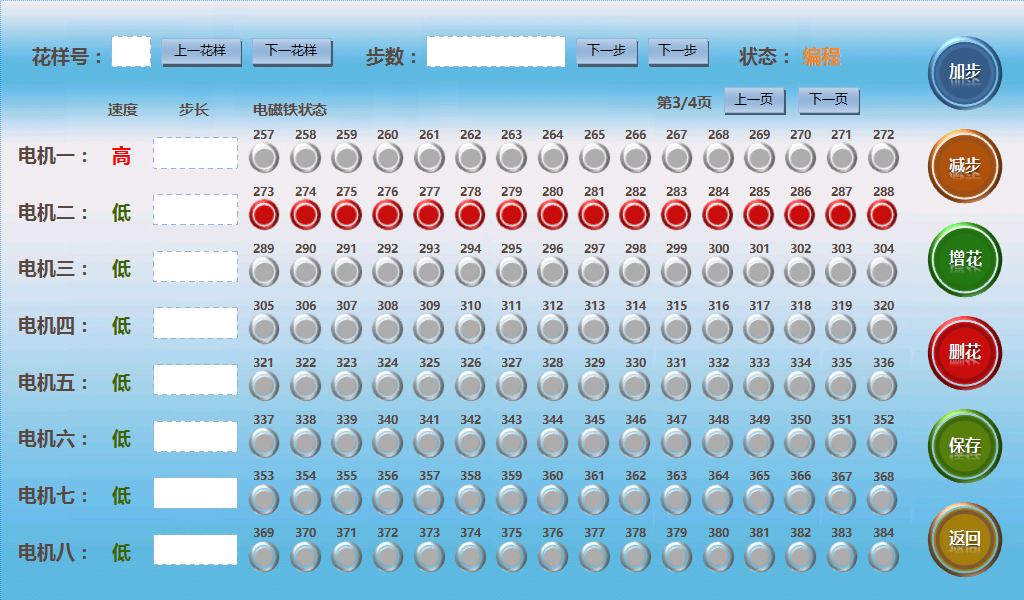 花样号： 上一花样 下一花样 步数： 下一步 下一步 状态： 编程
加步
速度 步长 电磁铁状态 第3/4页 上一页 下一页
257 258 259 260 261 262 263 264 265 266 267 268 269 270 271 272
电机一： 高
减步
273 274 275 276 277 278 279 280 281 282 283 284 285 286 287 288
电机二： 低
289 290 291 292 293 294 295 296 297 298 299 300 301 302 303 304
电机三： 低
增花
305 306 307 308 309 310 311 312 313 314 315 316 317 318 319 320
电机四： 低
删花
321 322 323 324 325 326 327 328 329 330 331 332 333 334 335 336
电机五： 低
337 338 339 340 341 342 343 344 345 346 347 348 349 350 351 352
电机六： 低
保存
353 354 355 356 357 358 359 360 361 362 363 364 365 366 367 368
电机七： 低
369 370 371 372 373 374 375 376 377 378 379 380 381 382 383 384
电机八： 低
返回